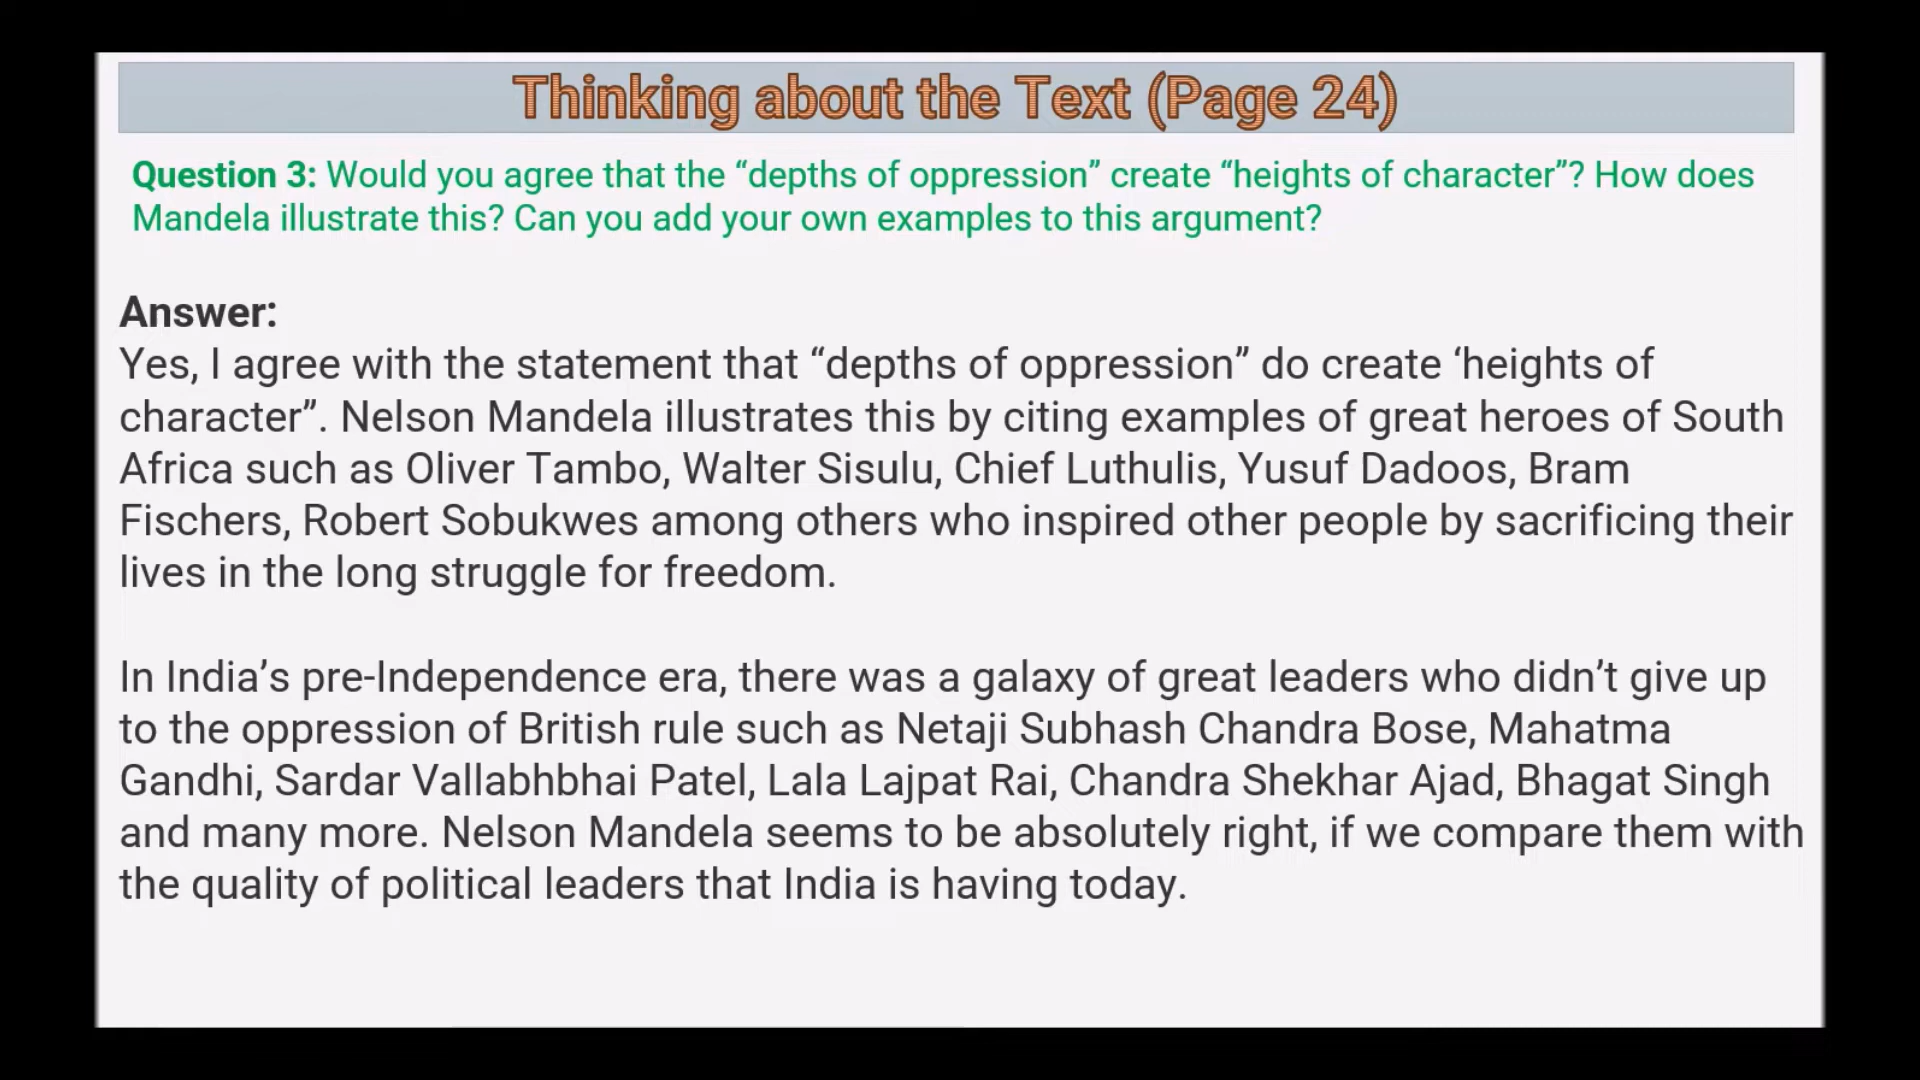 Thinking about the Text (Page 24)
Question 3: Would you agree that the “depths of oppression” create “heights of character”? How does
Mandela illustrate this? Can you add your own examples to this argument?
Answer:
Yes, I agree with the statement that “depths of oppression” do create ‘heights of
character”. Nelson Mandela illustrates this by citing examples of great heroes of South
Africa such as Oliver Tambo, Walter Sisulu, Chief Luthulis, Yusuf Dadoos, Bram
Fischers, Robert Sobukwes among others who inspired other people by sacrificing their
lives in the long struggle for freedom.
In India’s pre-Independence era, there was a galaxy of great leaders who didn’t give up
to the oppression of British rule such as Netaji Subhash Chandra Bose, Mahatma
Gandhi, Sardar Vallabhbhai Patel, Lala Lajpat Rai, Chandra Shekhar Ajad, Bhagat Singh
and many more. Nelson Mandela seems to be absolutely right, if we compare them with
the quality of political leaders that India is having today.